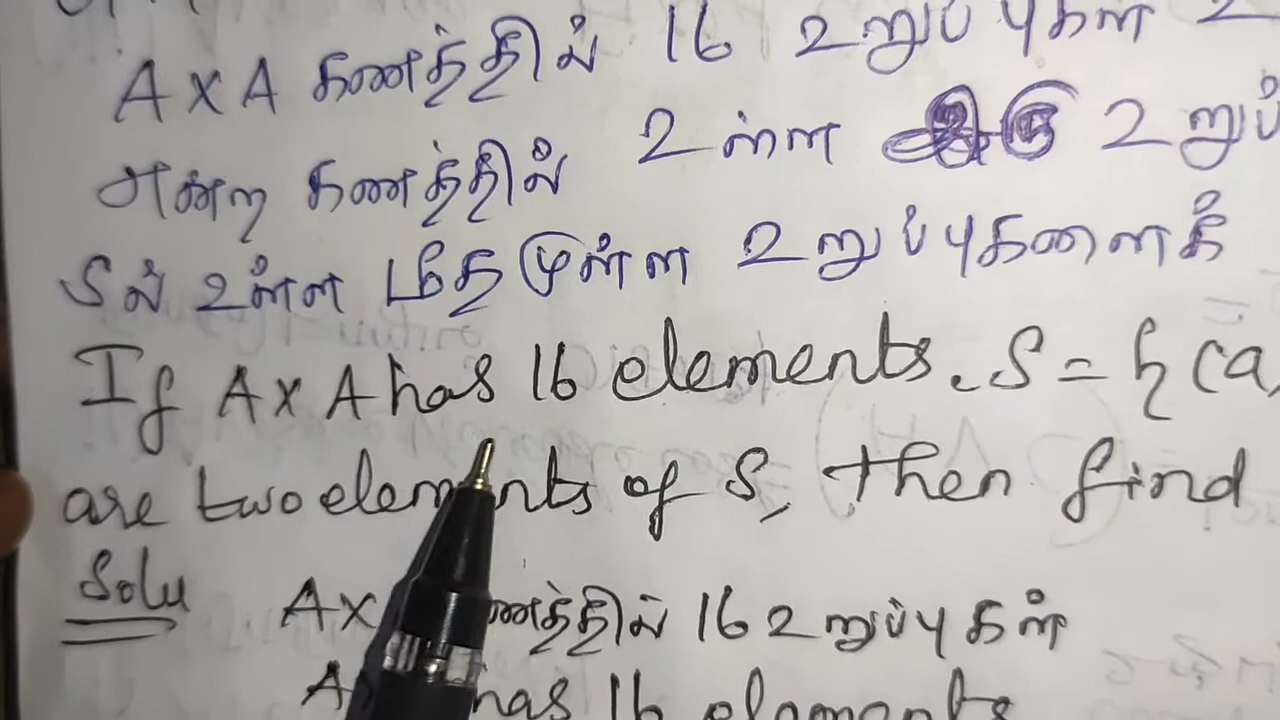 A x A கணத்தில் 16 உறுப்புகள்
என்ற கணத்தில் உள்ள உறுப்
S ல் உள்ள மீதமுள்ள உறுப்புகளைக்
If A x A has 16 elements. S = { (a,
are two elements of S, then find
Solu A x கணத்தில் 16 உறுப்புகள்
A has 16 elements